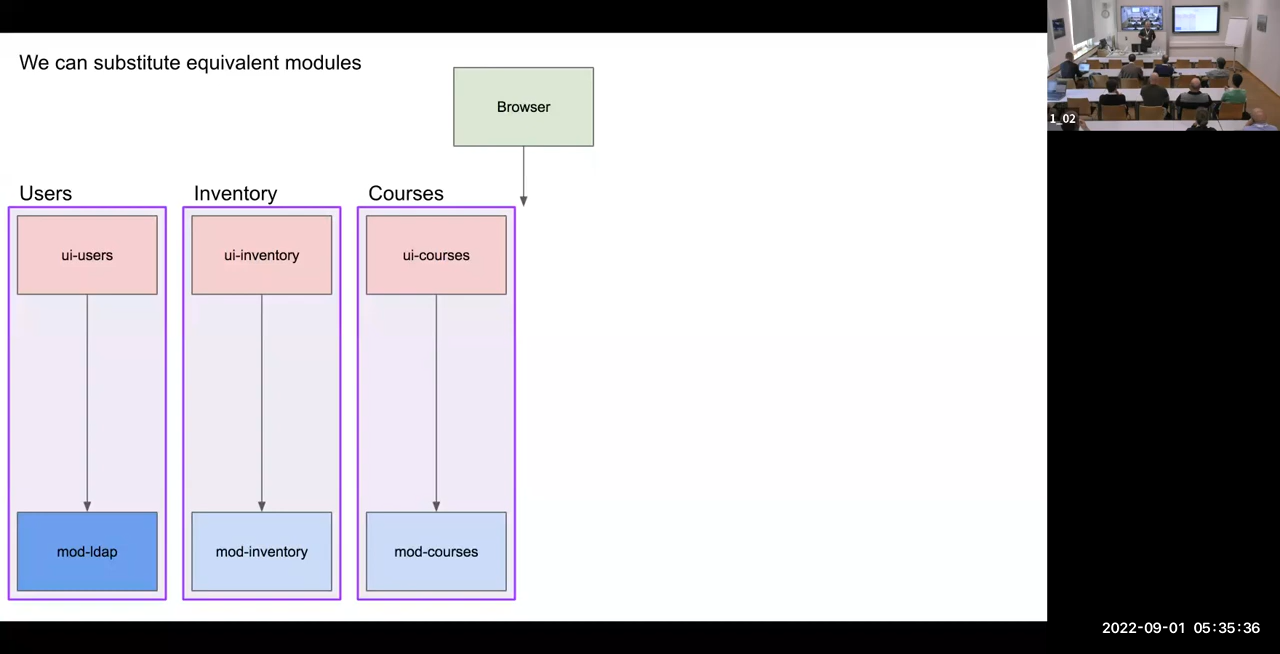 We can substitute equivalent modules
Browser
Users
Inventory
Courses
ui-users
ui-inventory
ui-courses
mod-ldap
mod-inventory
mod-courses
1_02
2022-09-01 05:35:36